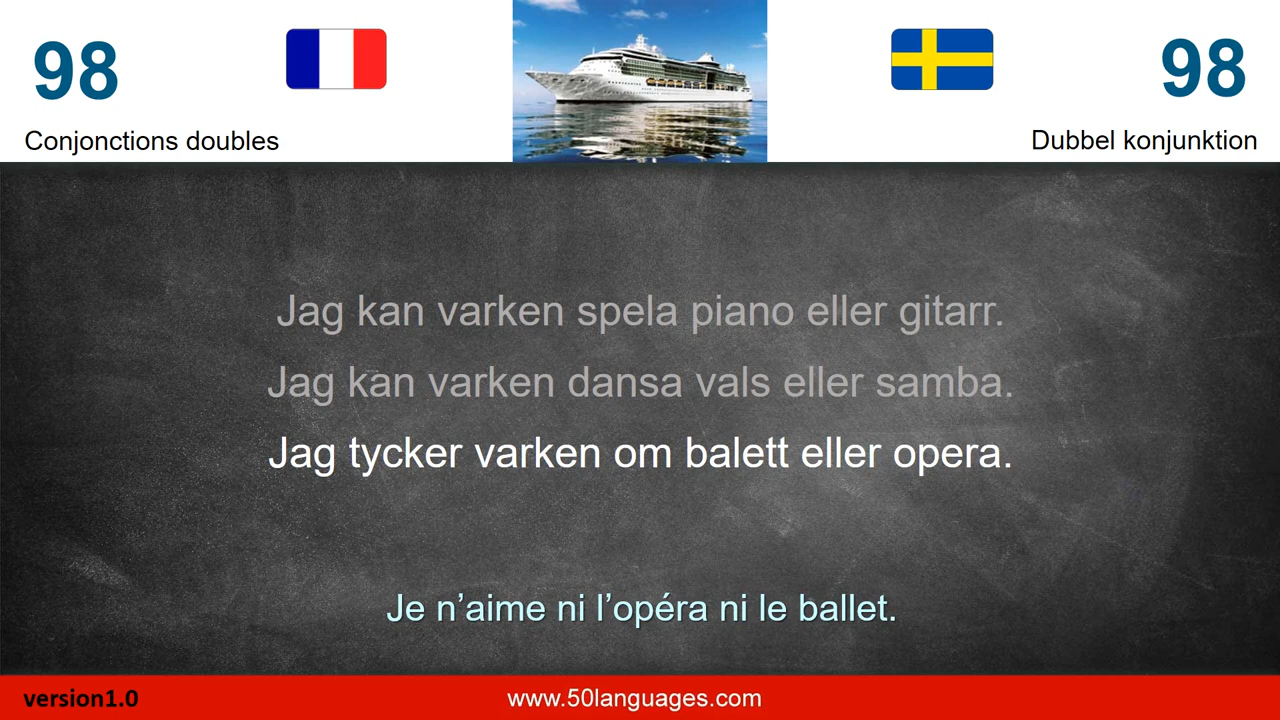 98
98
Conjonctions doubles
Dubbel konjunktion
Jag kan varken spela piano eller gitarr.
Jag kan varken dansa vals eller samba.
Jag tycker varken om balett eller opera.
Je n’aime ni l’opéra ni le ballet.
version1.0
www.50languages.com